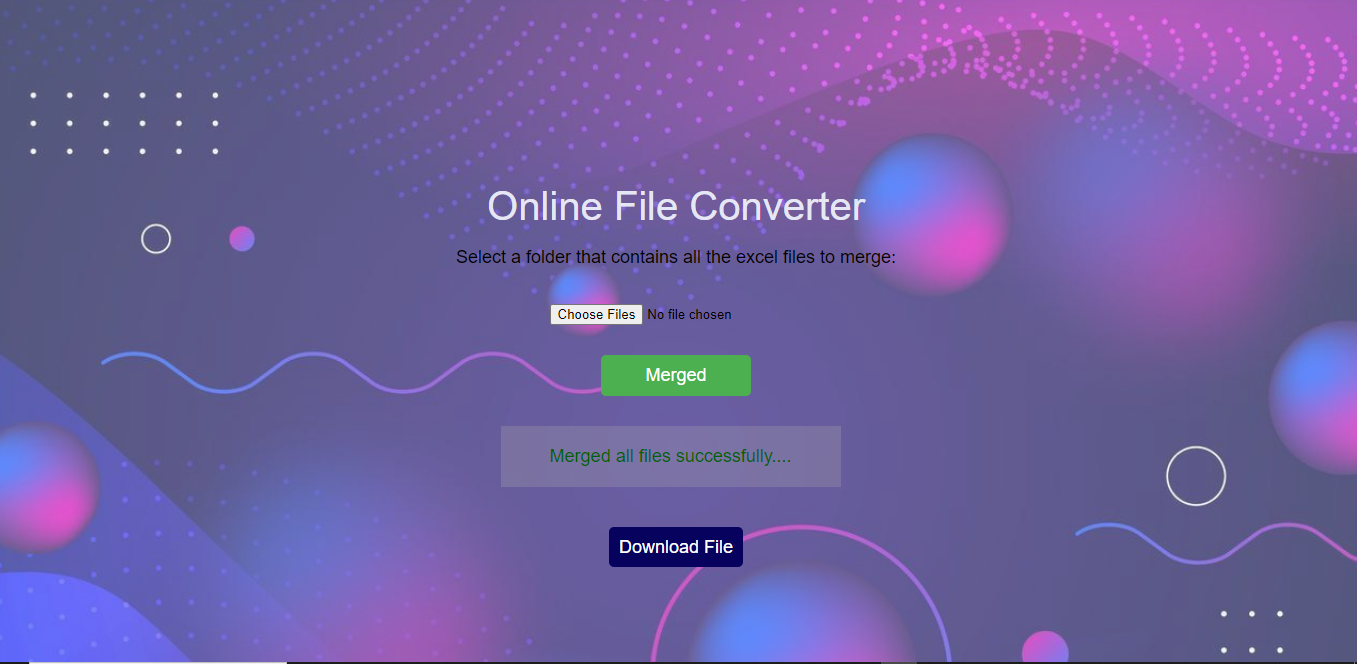 Online File Converter
Select a folder that contains all the excel files to merge:
Choose Files No file chosen
Merged
Merged all files successfully....
Download File